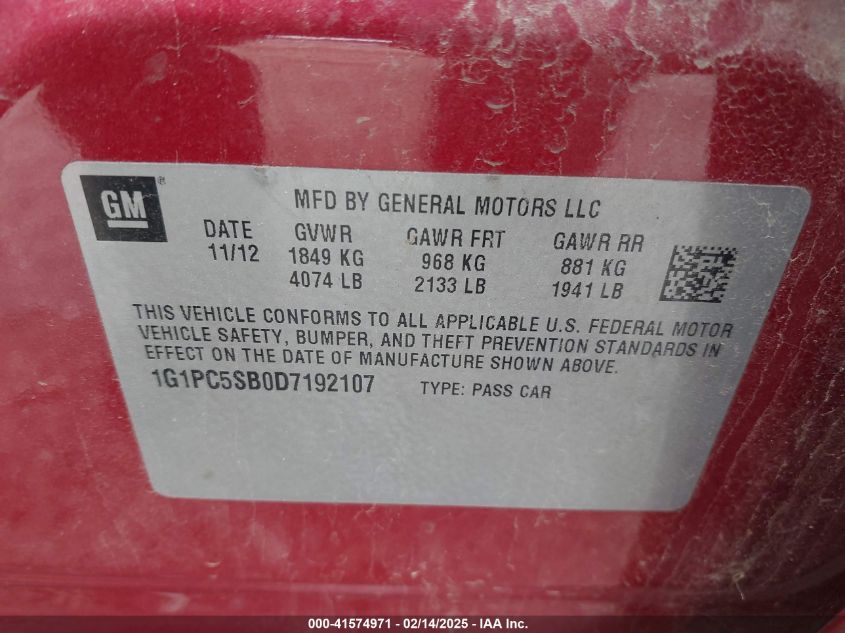 GM®
MFD BY GENERAL MOTORS LLC
DATE GVWR GAWR FRT GAWR RR
11/12 1849 KG 968 KG 881 KG
4074 LB 2133 LB 1941 LB
THIS VEHICLE CONFORMS TO ALL APPLICABLE U.S. FEDERAL MOTOR
VEHICLE SAFETY, BUMPER, AND THEFT PREVENTION STANDARDS IN
EFFECT ON THE DATE OF MANUFACTURE SHOWN ABOVE.
1G1PC5SB0D7192107 TYPE: PASS CAR
000-41574971 - 02/14/2025 - IAA Inc.